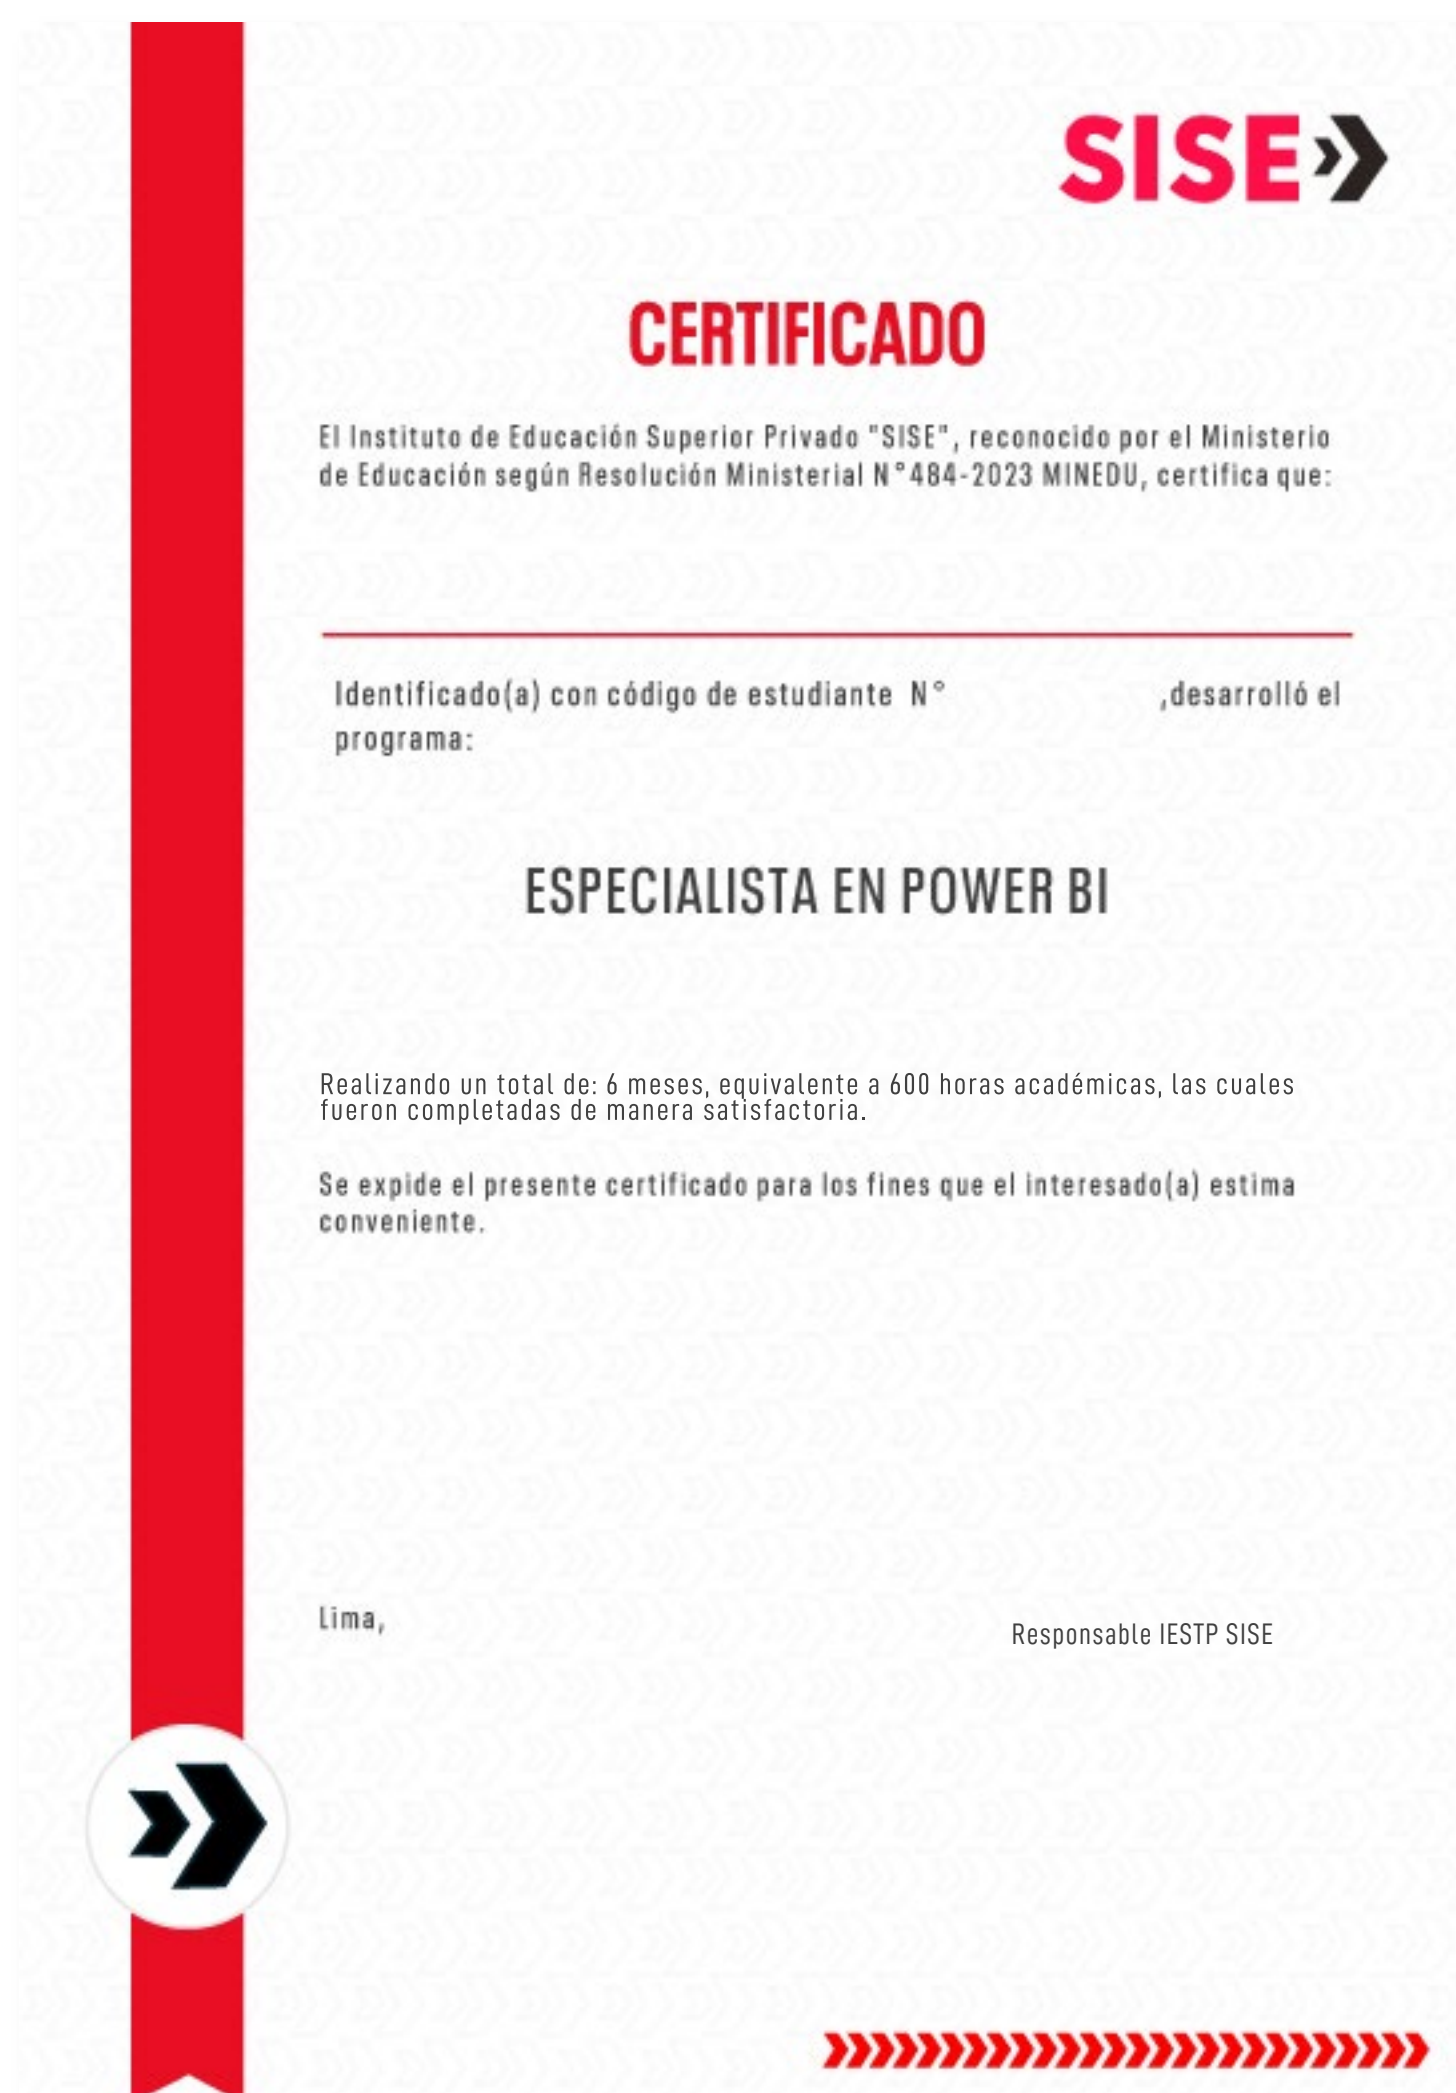 SISE
CERTIFICADO
El Instituto de Educación Superior Privado "SISE", reconocido por el Ministerio
de Educación según Resolución Ministerial N°484-2023 MINEDU, certifica que:
Identificado(a) con código de estudiante N° ,desarrolló el
programa:
ESPECIALISTA EN POWER BI
Realizando un total de: 6 meses, equivalente a 600 horas académicas, las cuales
fueron completadas de manera satisfactoria.
Se expide el presente certificado para los fines que el interesado(a) estima
conveniente.
Lima,
Responsable IESTP SISE